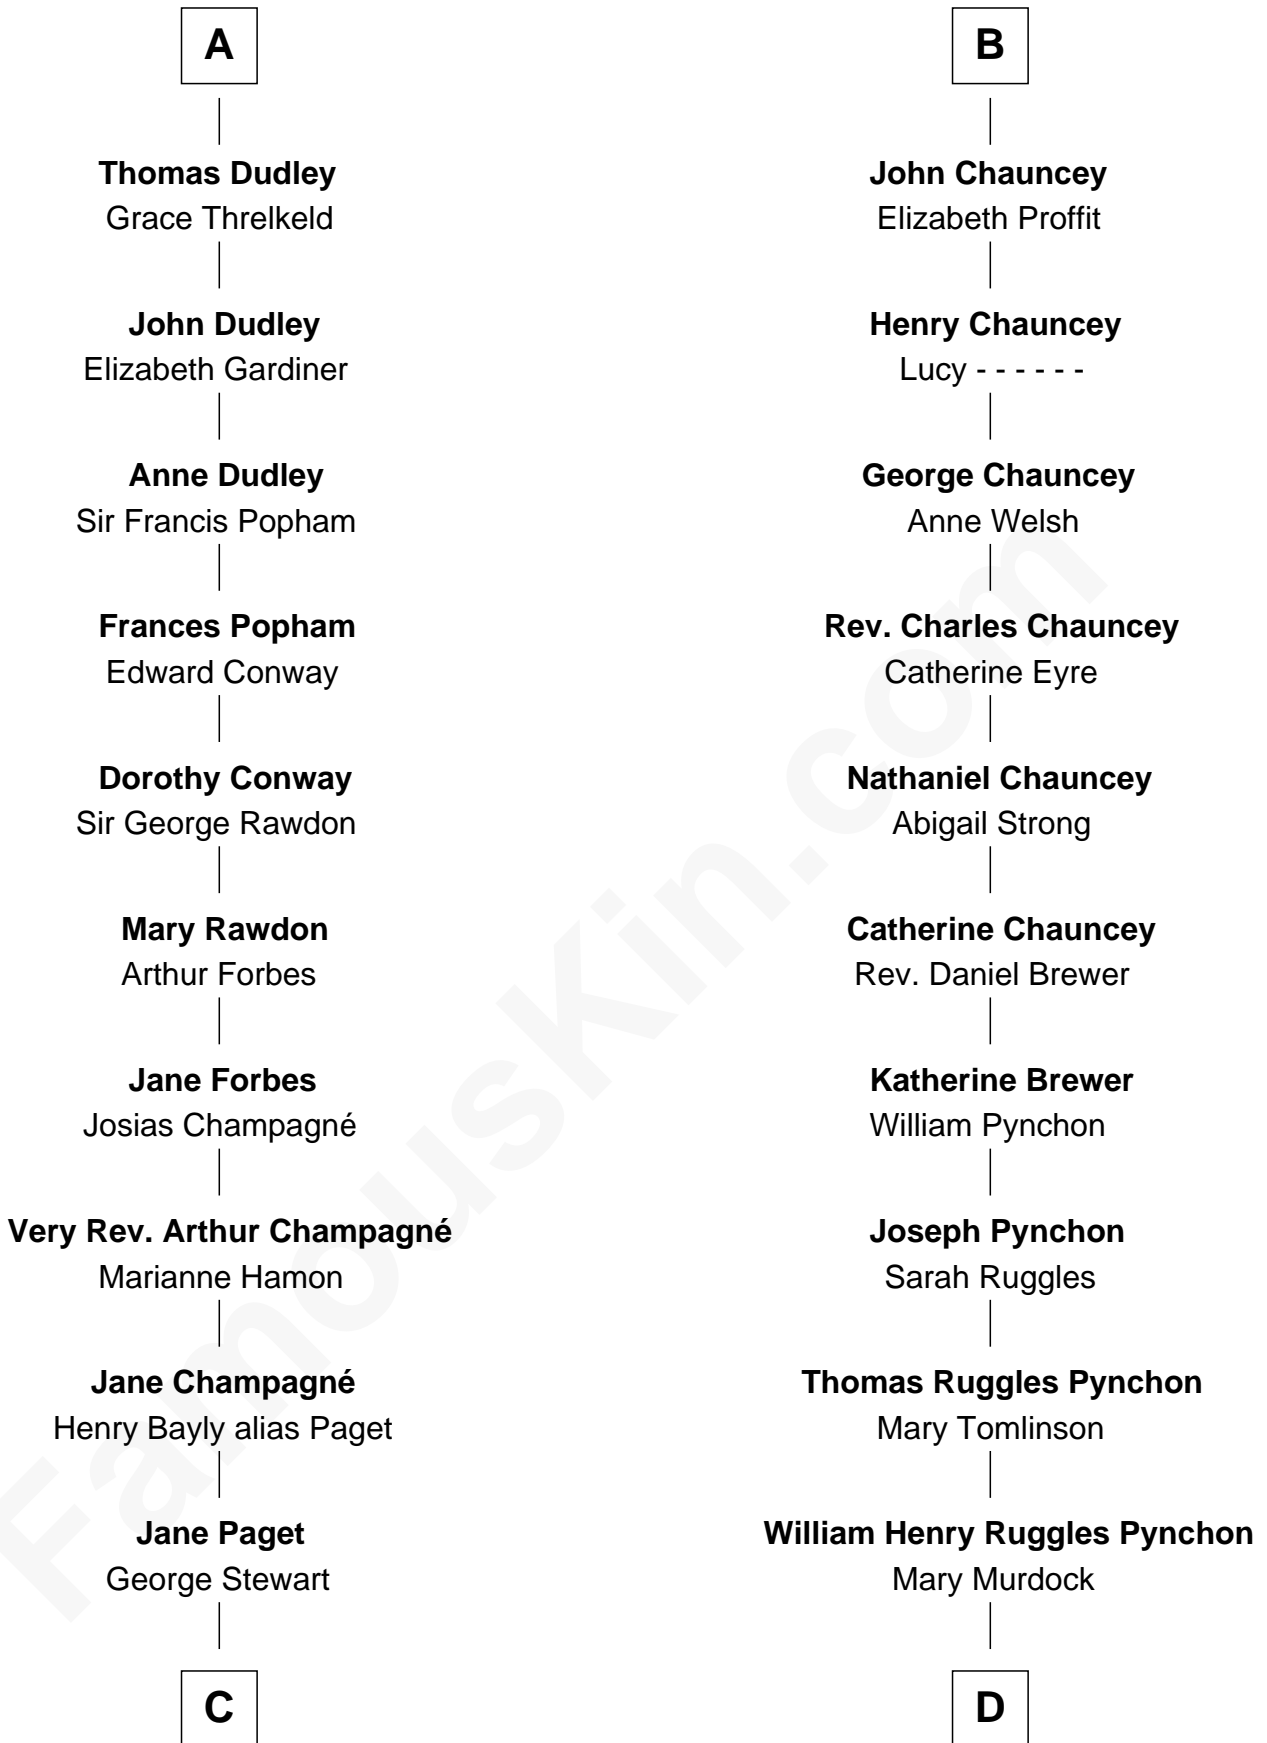 A
Thomas Dudley
Grace Threlkeld
John Dudley
Elizabeth Gardiner
Anne Dudley
Sir Francis Popham
Frances Popham
Edward Conway
Dorothy Conway
Sir George Rawdon
Mary Rawdon
Arthur Forbes
Jane Forbes
Josias Champagné
Very Rev. Arthur Champagné
Marianne Hamon
Jane Champagné
Henry Bayly alias Paget
Jane Paget
George Stewart
C
B
John Chauncey
Elizabeth Proffit
Henry Chauncey
Lucy - - - - - -
George Chauncey
Anne Welsh
Rev. Charles Chauncey
Catherine Eyre
Nathaniel Chauncey
Abigail Strong
Catherine Chauncey
Rev. Daniel Brewer
Katherine Brewer
William Pynchon
Joseph Pynchon
Sarah Ruggles
Thomas Ruggles Pynchon
Mary Tomlinson
William Henry Ruggles Pynchon
Mary Murdock
D
FamousKin.com